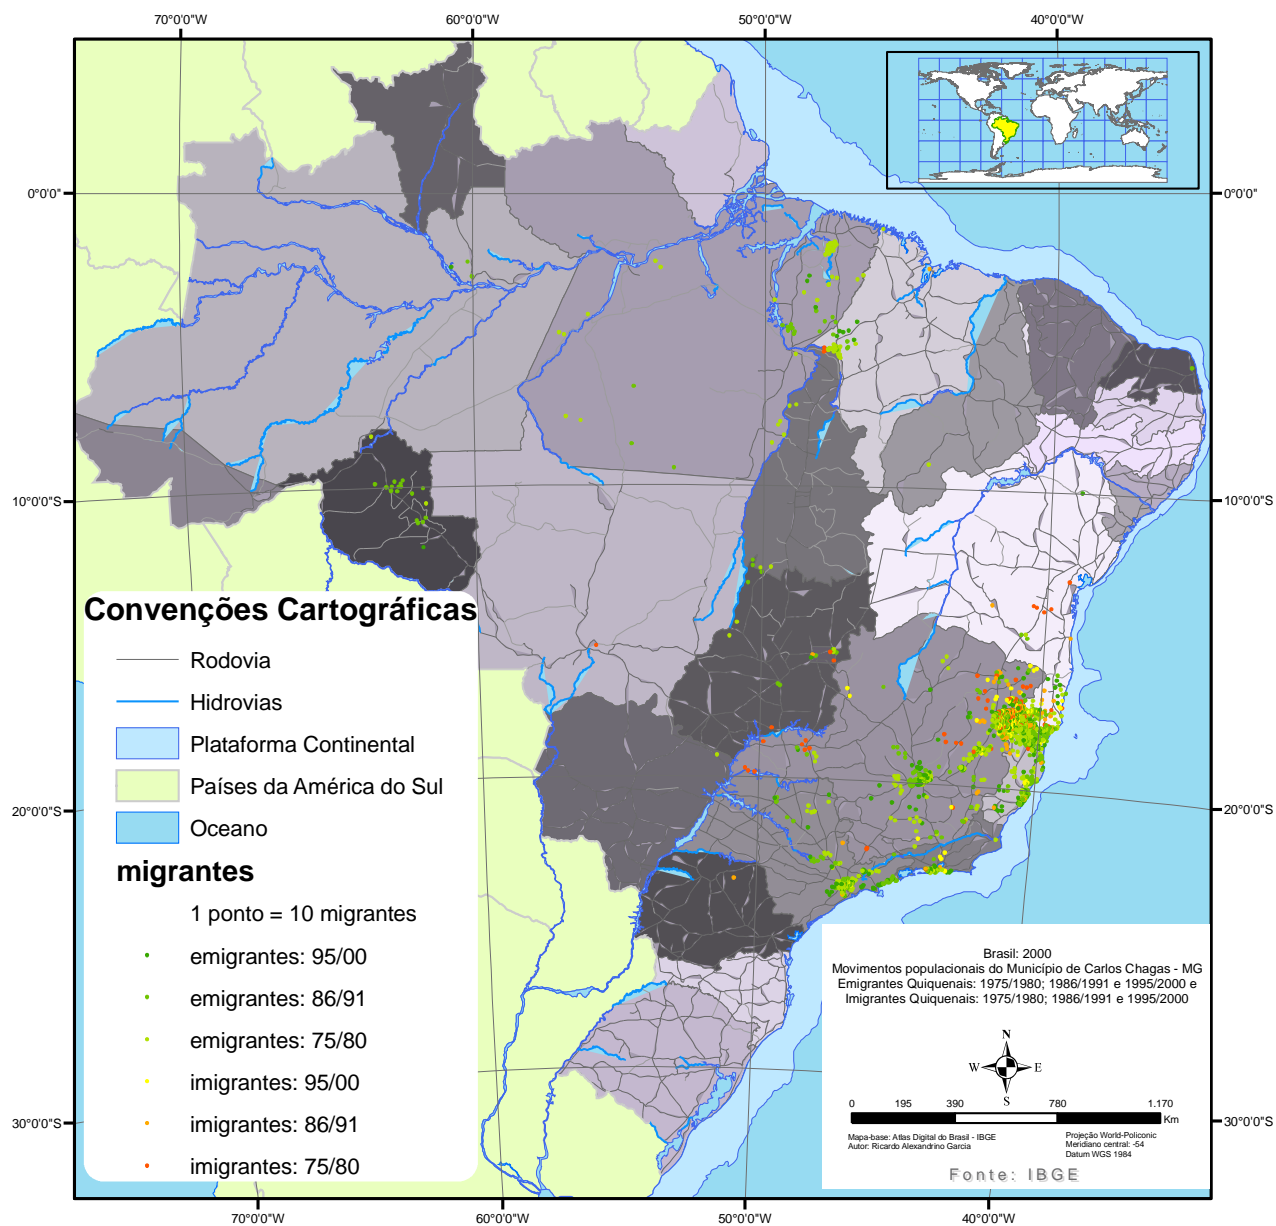 70°0'0"W 60°0'0"W 50°0'0"W 40°0'0"W
0°0'0" 0°0'0"
10°0'0"S 10°0'0"S
20°0'0"S 20°0'0"S
30°0'0"S 30°0'0"S
Convenções Cartográficas
Rodovia
Hidrovias
Plataforma Continental
Países da América do Sul
Oceano
migrantes
1 ponto = 10 migrantes
emigrantes: 95/00
emigrantes: 86/91
emigrantes: 75/80
imigrantes: 95/00
imigrantes: 86/91
imigrantes: 75/80
Brasil: 2000
Movimentos populacionais do Município de Carlos Chagas - MG
Emigrantes Quiquenais: 1975/1980; 1986/1991 e 1995/2000 e
Imigrantes Quiquenais: 1975/1980; 1986/1991 e 1995/2000
N
W E
S
0 195 390 780 1.170
Km
Mapa-base: Atlas Digital do Brasil - IBGE
Autor: Ricardo Alexandrino Garcia
Projeção World-Policonic
Meridiano central: -54
Datum WGS 1984
Fonte: IBGE
70°0'0"W 60°0'0"W 50°0'0"W 40°0'0"W